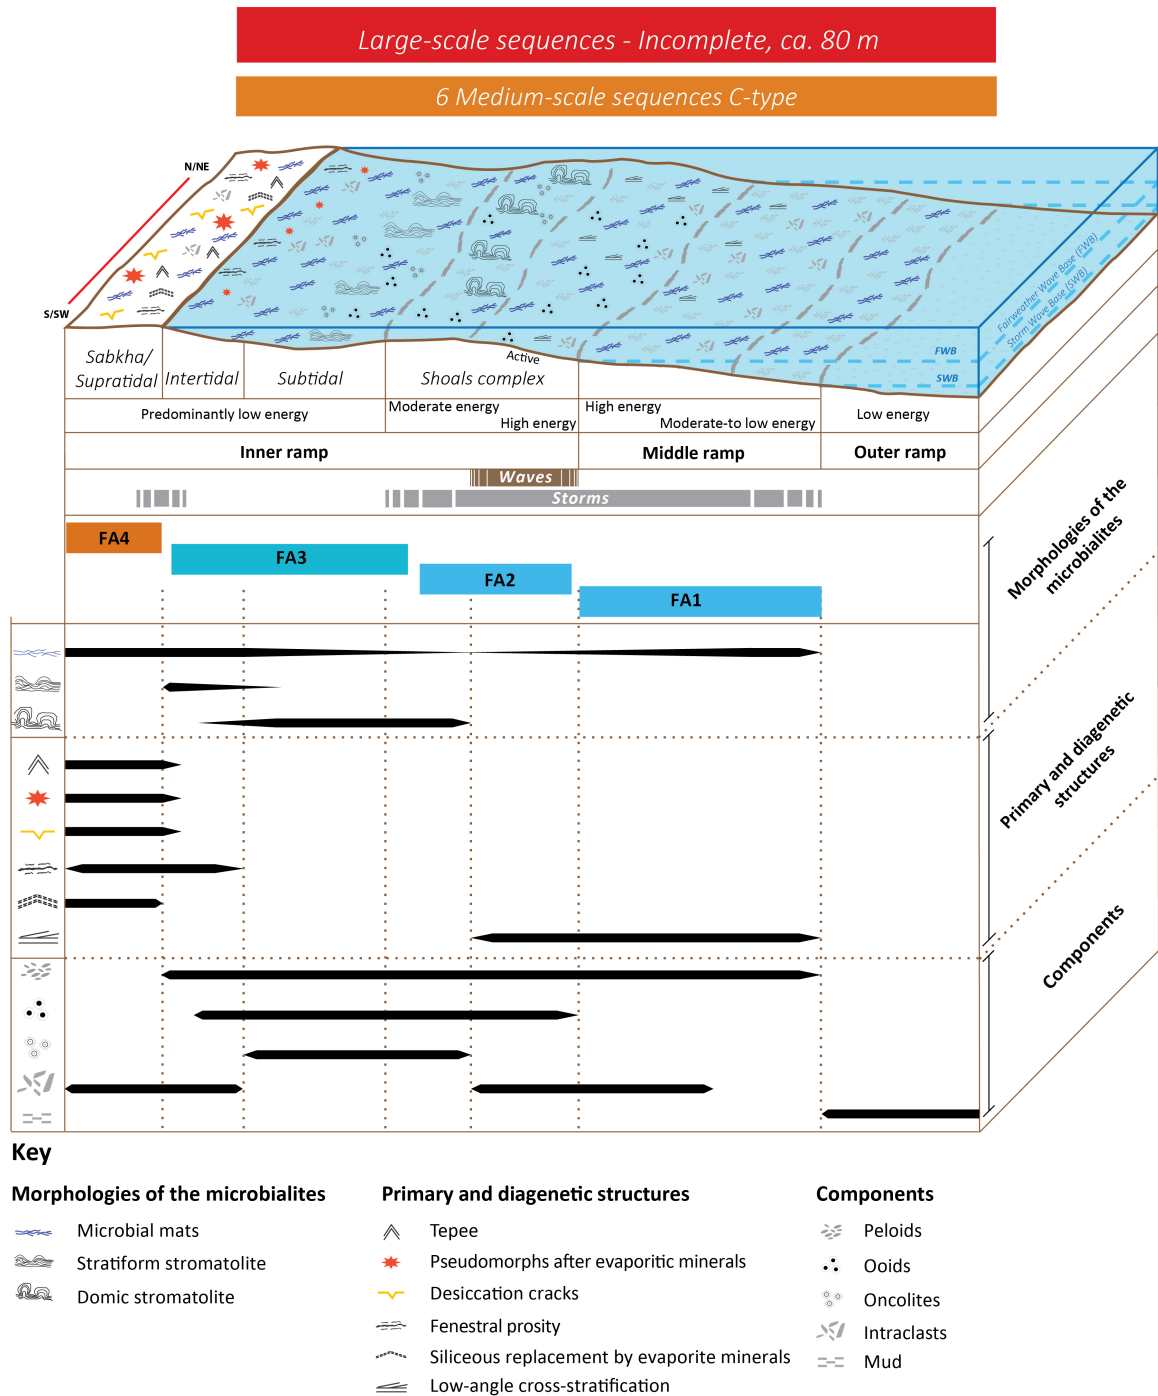 Large-scale sequences - Incomplete, ca. 80 m
6 Medium-scale sequences C-type
N/NE
S/SW
Fairweather Wave Base (FWB)
Storm Wave Base (SWB)
FWB
SWB
Active
Sabkha/
Supratidal
Intertidal
Subtidal
Shoals complex
Predominantly low energy
Moderate energy
High energy
High energy
Moderate-to low energy
Low energy
Inner ramp
Middle ramp
Outer ramp
Waves
Storms
FA4
FA3
FA2
FA1
Morphologies of the
microbialites
Primary and diagenetic
structures
Components
Key
Morphologies of the microbialites
Microbial mats
Stratiform stromatolite
Domic stromatolite
Primary and diagenetic structures
Tepee
Pseudomorphs after evaporitic minerals
Desiccation cracks
Fenestral prosity
Siliceous replacement by evaporite minerals
Low-angle cross-stratification
Components
Peloids
Ooids
Oncolites
Intraclasts
Mud